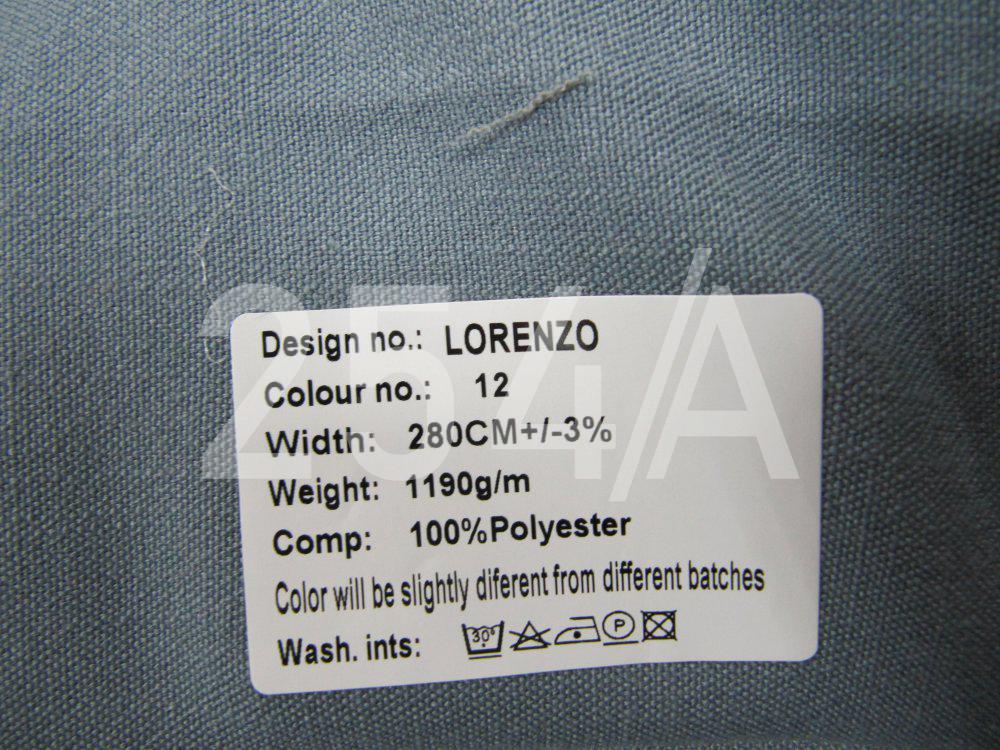 254/A
Design no.: LORENZO
Colour no.: 12
Width: 280CM+/-3%
Weight: 1190g/m
Comp: 100%Polyester
Color will be slightly diferent from different batches
Wash. ints: 30° P